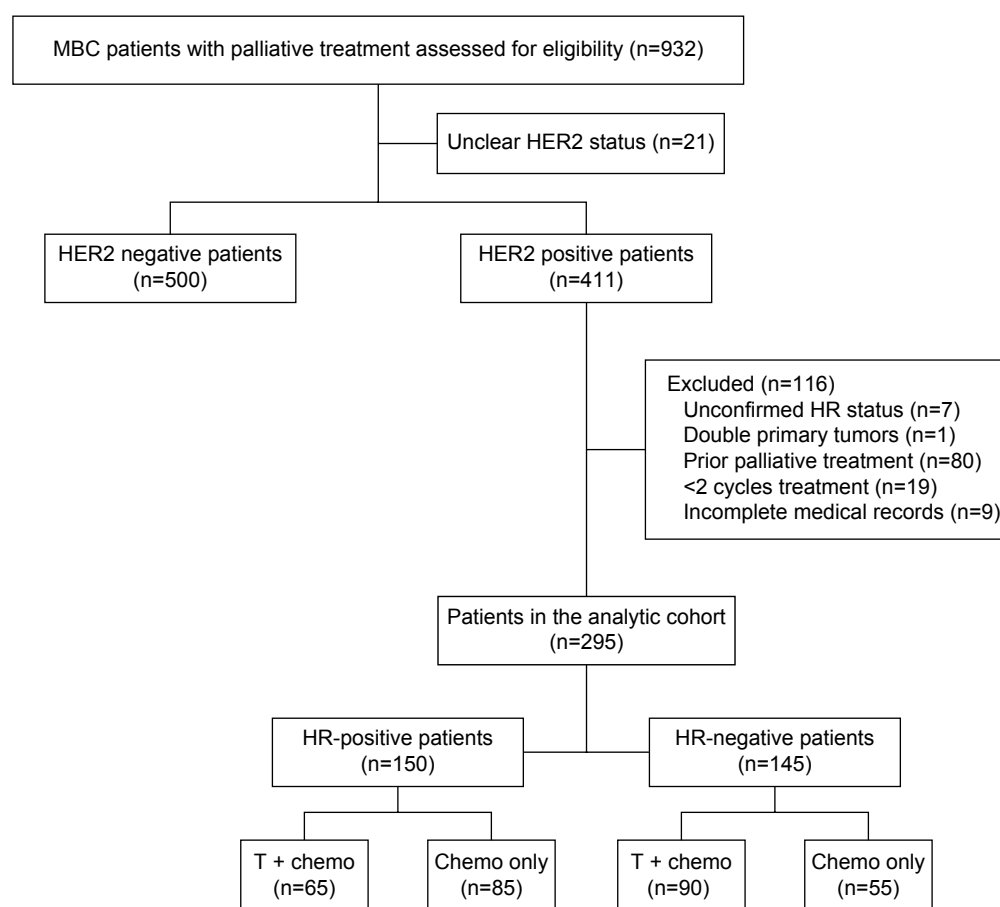 MBC patients with palliative treatment assessed for eligibility (n=932)
Unclear HER2 status (n=21)
HER2 negative patients
(n=500)
HER2 positive patients
(n=411)
Excluded (n=116)
Unconfirmed HR status (n=7)
Double primary tumors (n=1)
Prior palliative treatment (n=80)
<2 cycles treatment (n=19)
Incomplete medical records (n=9)
Patients in the analytic cohort
(n=295)
HR-positive patients
(n=150)
HR-negative patients
(n=145)
T + chemo
(n=65)
Chemo only
(n=85)
T + chemo
(n=90)
Chemo only
(n=55)